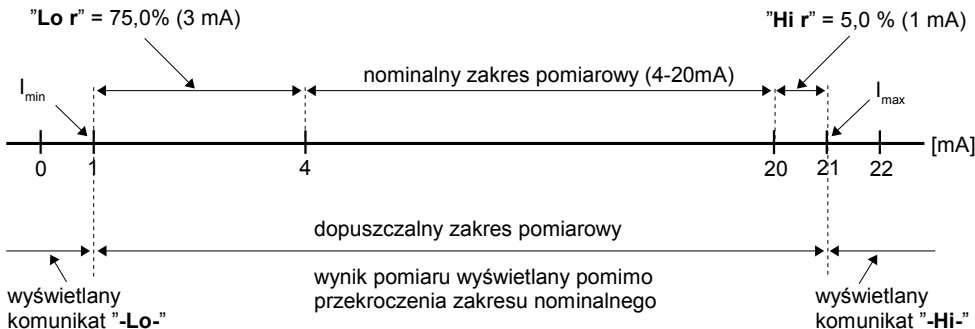 "Lo r" = 75,0% (3 mA)
"Hi r" = 5,0 % (1 mA)
nominalny zakres pomiarowy (4-20mA)
Imin
Imax
[mA]
0 1 4 20 21 22
dopuszczalny zakres pomiarowy
wynik pomiaru wyświetlany pomimo
przekroczenia zakresu nominalnego
wyświetlany
komunikat "-Lo-"
wyświetlany
komunikat "-Hi-"